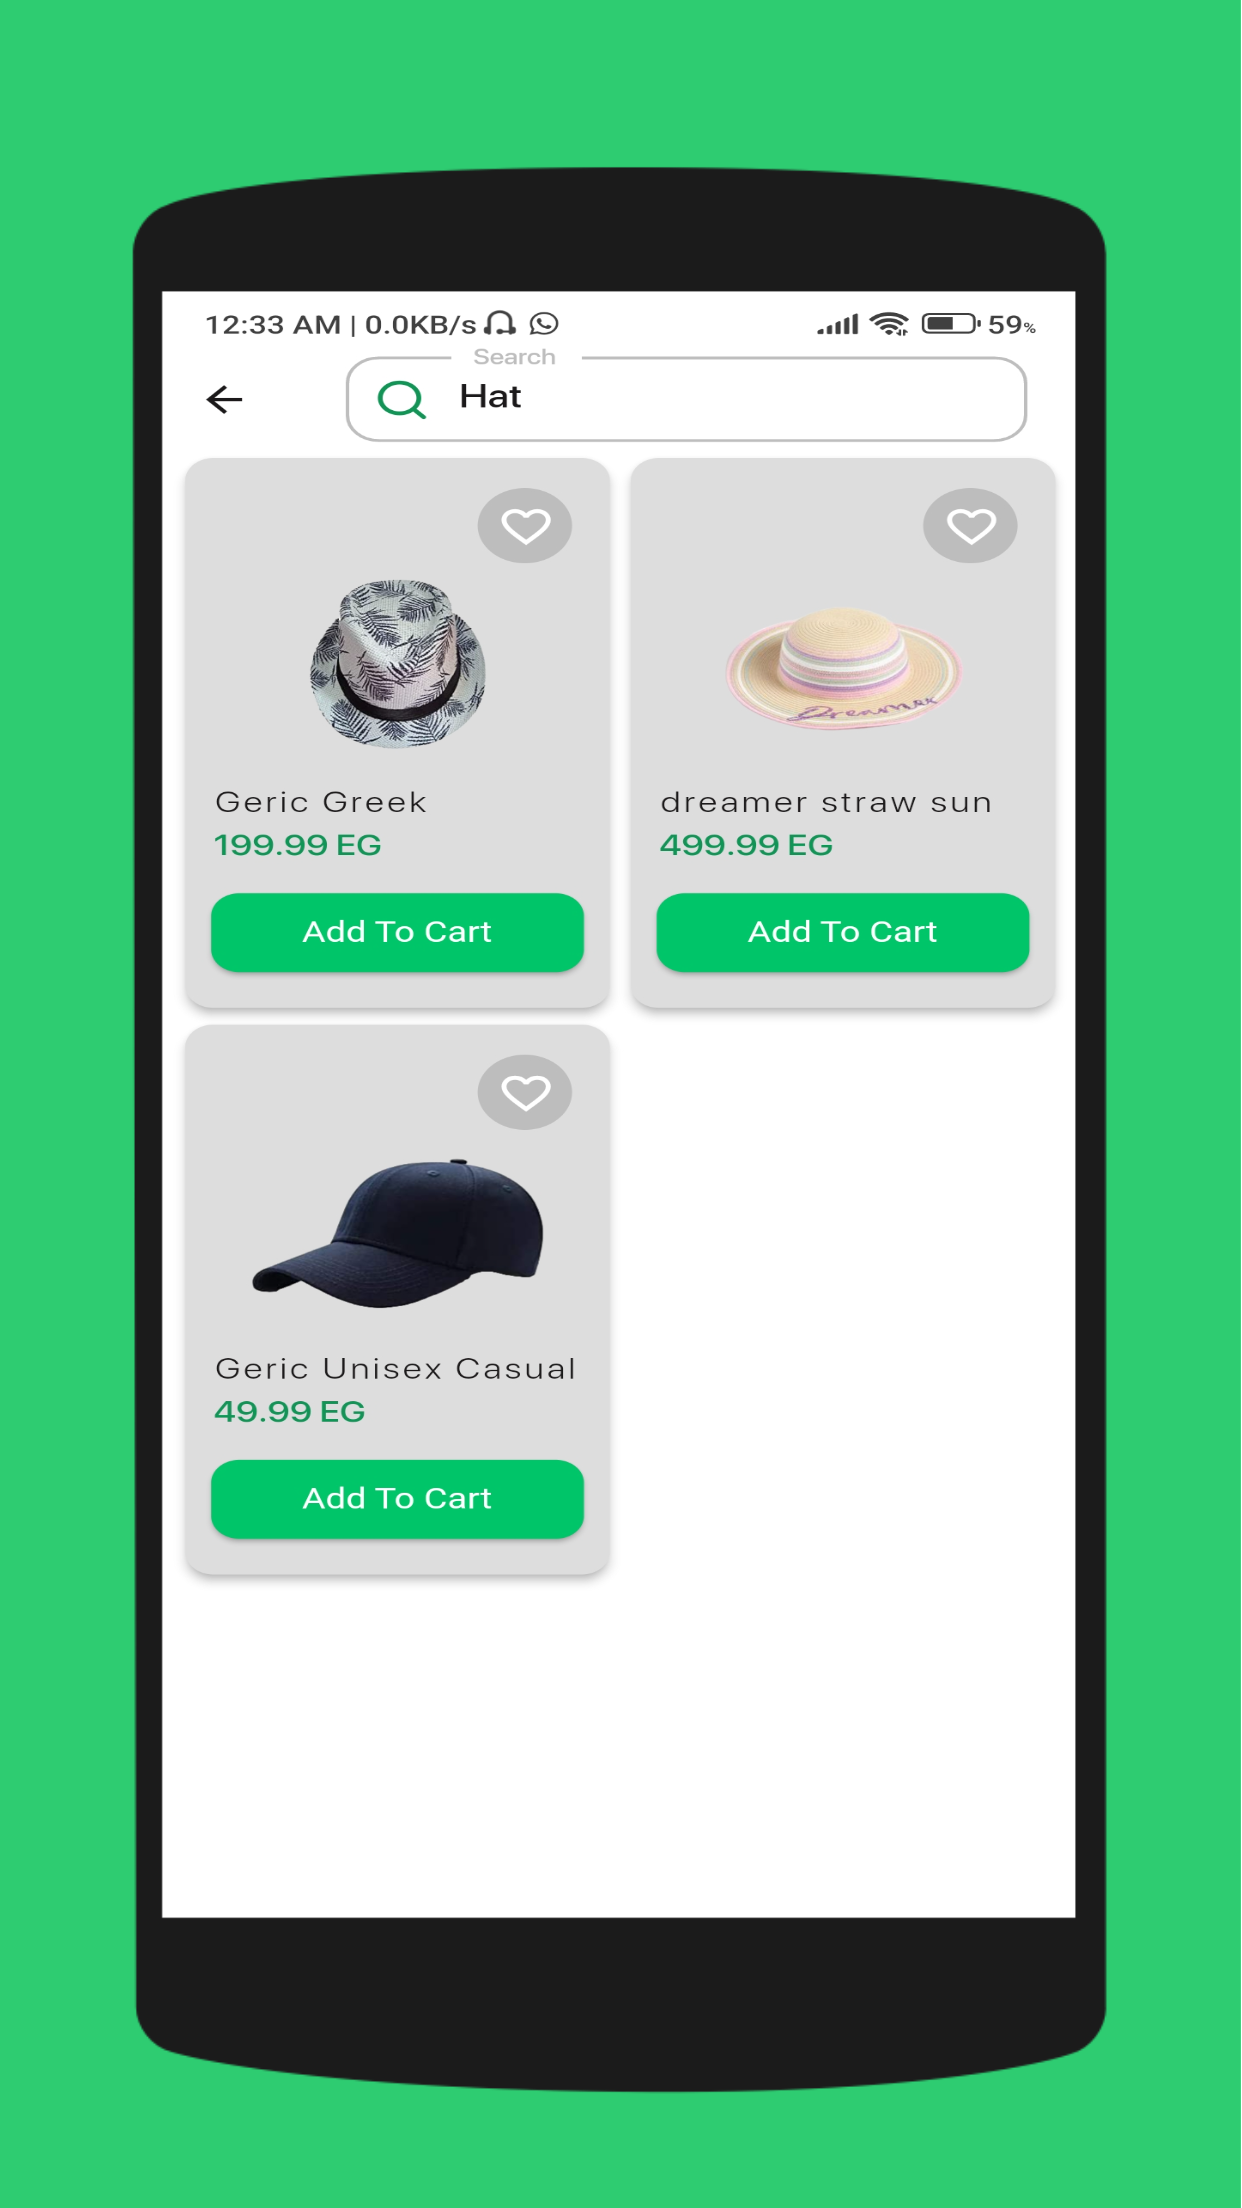 12:33 AM | 0.0KB/s 59%
Search
Hat
Dreamer
Geric Greek
199.99 EG
Add To Cart
dreamer straw sun
499.99 EG
Add To Cart
Geric Unisex Casual
49.99 EG
Add To Cart